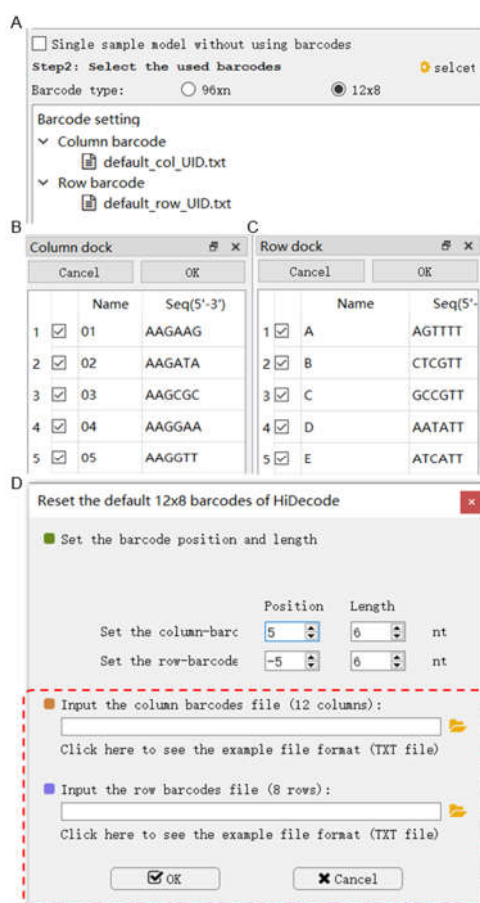 A
Single sample model without using barcodes
Step2: Select the used barcodes selcet
Barcode type: 96xn 12x8
Barcode setting
Column barcode
default_col_UID.txt
Row barcode
default_row_UID.txt
B
Column dock
Cancel OK
Name Seq(5'-3')
1 01 AAGAAG
2 02 AAGATA
3 03 AAGCGC
4 04 AAGGAA
5 05 AAGGTT
C
Row dock
Cancel OK
Name Seq(5'-
1 A AGTTTT
2 B CTCGTT
3 C GCCGTT
4 D AATATT
5 E ATCATT
D
Reset the default 12x8 barcodes of HiDecode
Set the barcode position and length
Position Length
Set the column-barc 5 6 nt
Set the row-barcode -5 6 nt
Input the column barcodes file (12 columns):
Click here to see the example file format (TXT file)
Input the row barcodes file (8 rows):
Click here to see the example file format (TXT file)
OK Cancel